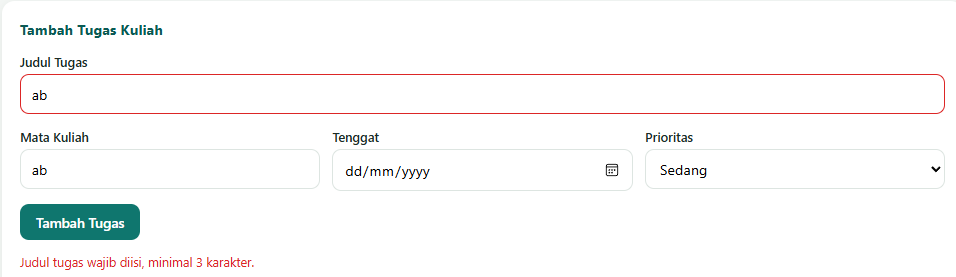 Tambah Tugas Kuliah
Judul Tugas
ab
Mata Kuliah Tenggat Prioritas
ab dd/mm/yyyy Sedang
Tambah Tugas
Judul tugas wajib diisi, minimal 3 karakter.